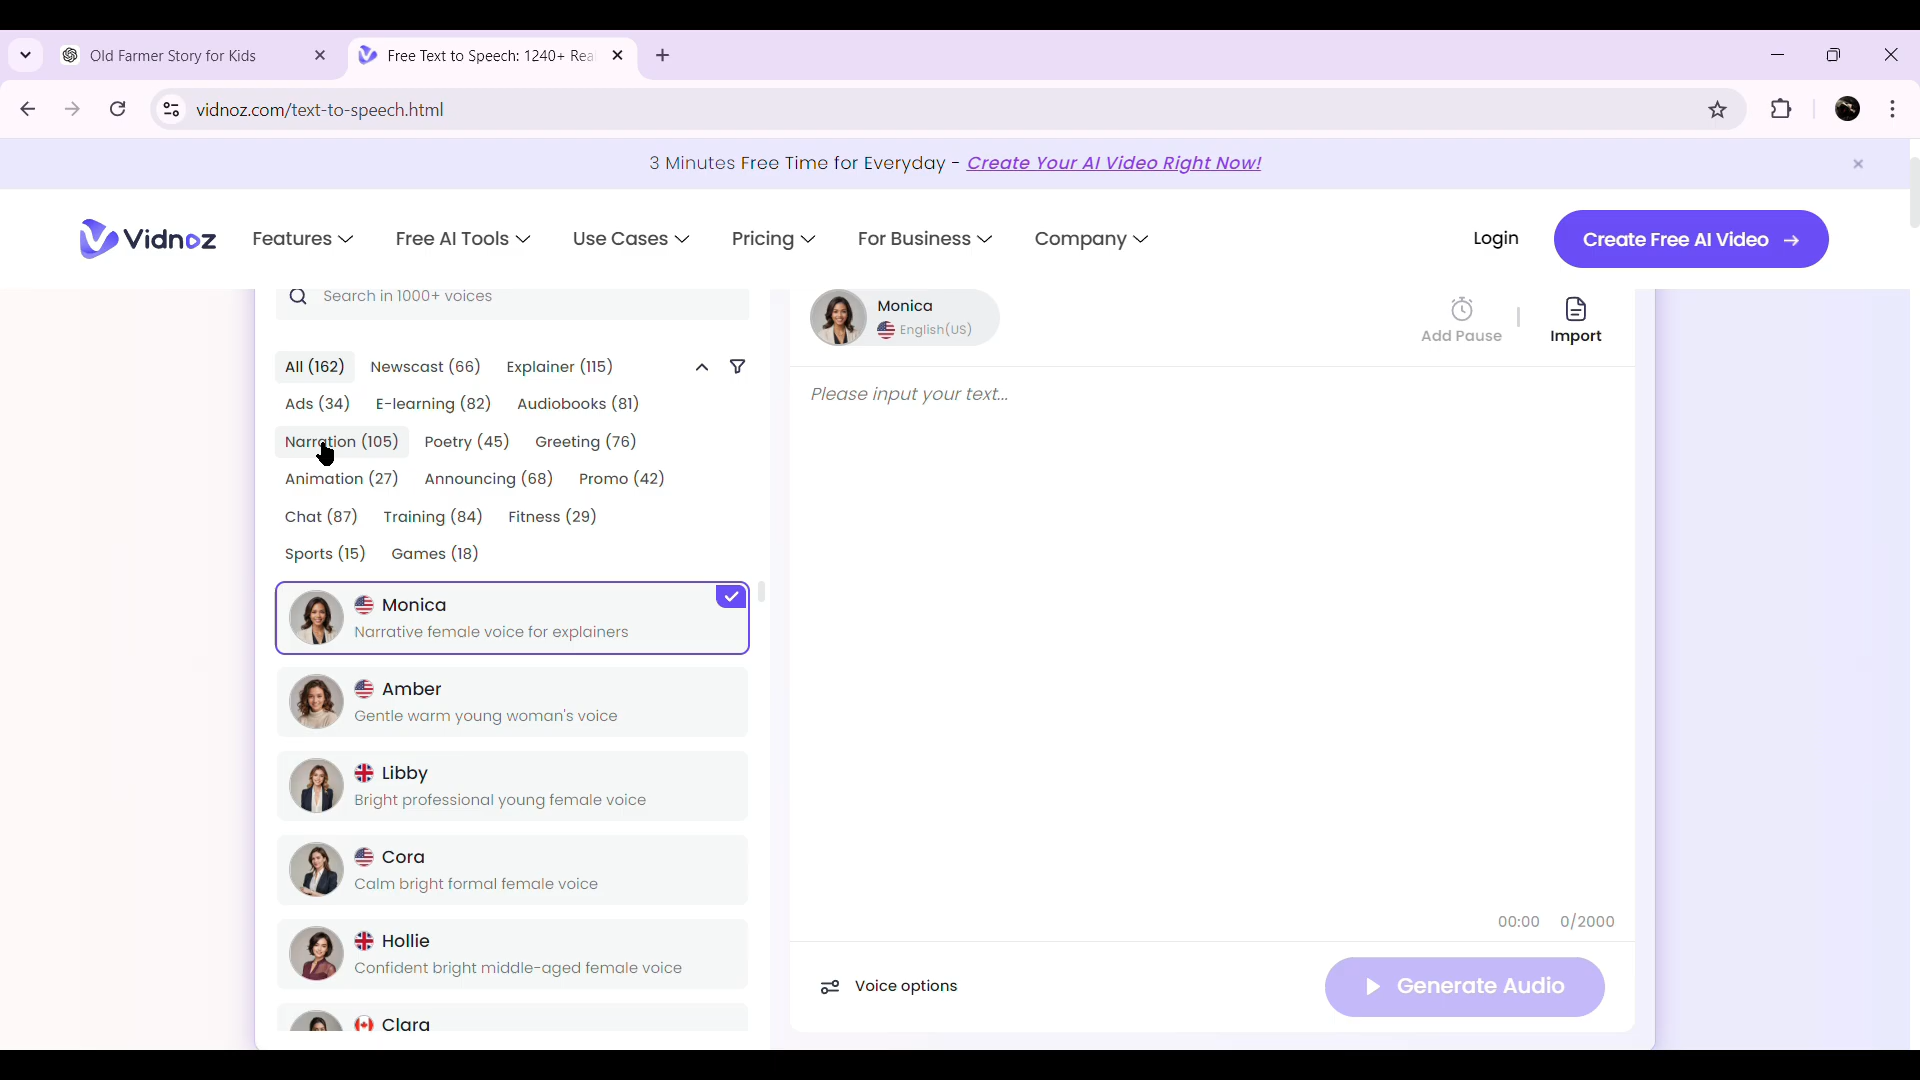 Old Farmer Story for Kids
Free Text to Speech: 1240+ Rea
vidnoz.com/text-to-speech.html
3 Minutes Free Time for Everyday - Create Your AI Video Right Now!
Vidnoz
Features
Free AI Tools
Use Cases
Pricing
For Business
Company
Login
Create Free AI Video →
Search in 1000+ voices
All (162) Newscast (66) Explainer (115)
Ads (34) E-learning (82) Audiobooks (81)
Narration (105) Poetry (45) Greeting (76)
Animation (27) Announcing (68) Promo (42)
Chat (87) Training (84) Fitness (29)
Sports (15) Games (18)
Monica
Narrative female voice for explainers
Amber
Gentle warm young woman's voice
Libby
Bright professional young female voice
Cora
Calm bright formal female voice
Hollie
Confident bright middle-aged female voice
Clara
Monica
English(US)
Add Pause
Import
Please input your text...
00:00 0/2000
Voice options
Generate Audio